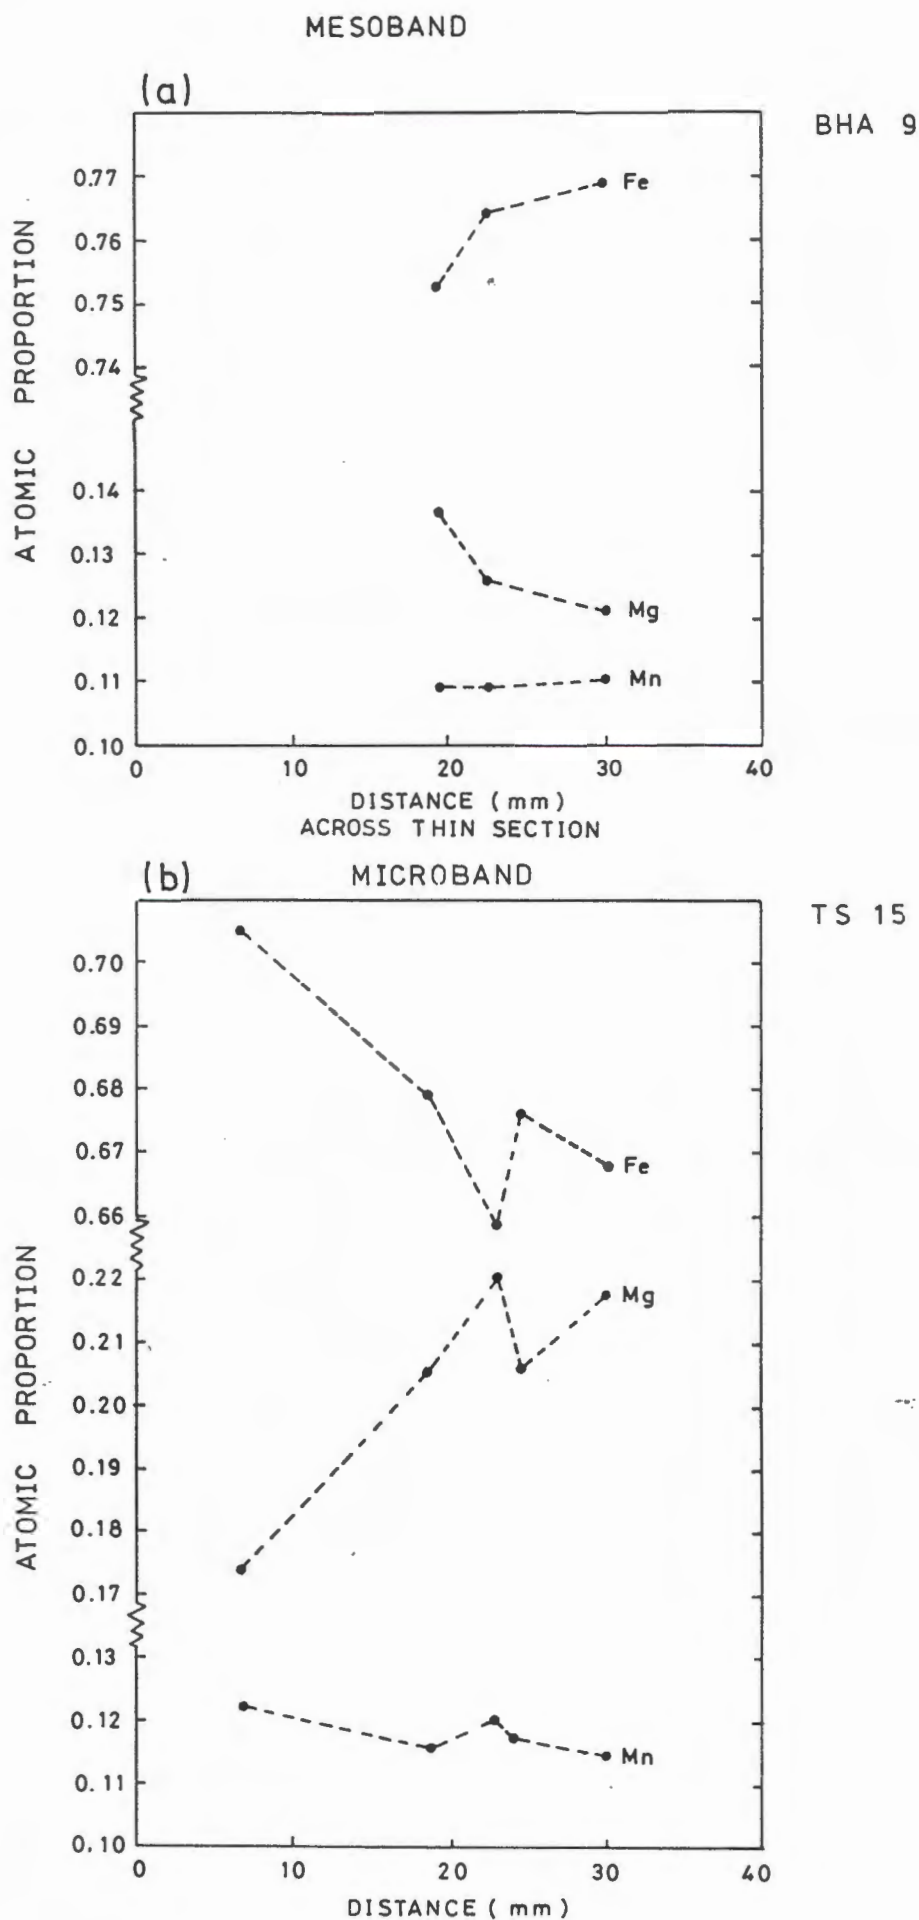 MESOBAND
(a)
BHA 9
ATOMIC PROPORTION
0.77
0.76
0.75
0.74
0.14
0.13
0.12
0.11
0.10
Fe
Mg
Mn
0 10 20 30 40
DISTANCE (mm)
ACROSS THIN SECTION
(b)
MICROBAND
TS 15
ATOMIC PROPORTION
0.70
0.69
0.68
0.67
0.66
0.22
0.21
0.20
0.19
0.18
0.17
0.13
0.12
0.11
0.10
Fe
Mg
Mn
0 10 20 30 40
DISTANCE (mm)